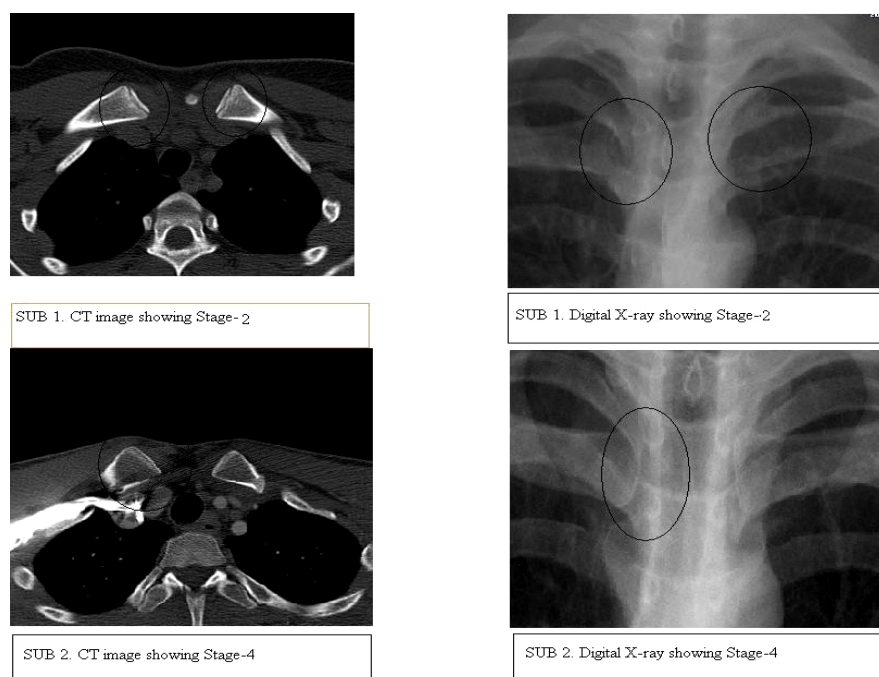 SUB 1. CT image showing Stage-2
SUB 1. Digital X-ray showing Stage-2
SUB 2. CT image showing Stage-4
SUB 2. Digital X-ray showing Stage-4